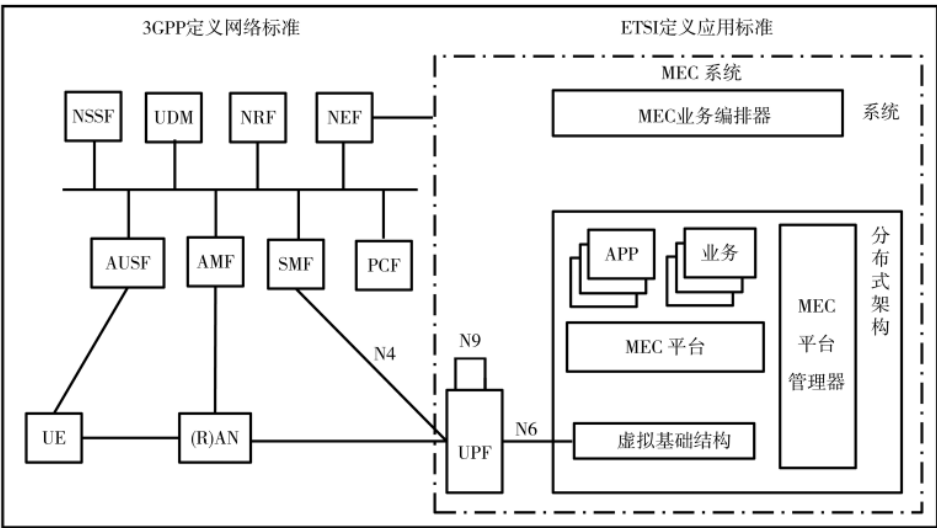 3GPP定义网络标准
ETSI定义应用标准
MEC 系统
NSSF
UDM
NRF
NEF
MEC业务编排器
系统
AUSF
AMF
SMF
PCF
APP
业务
分布式架构
MEC
平台
管理器
N4
N9
MEC 平台
UE
(R)AN
UPF
N6
虚拟基础结构